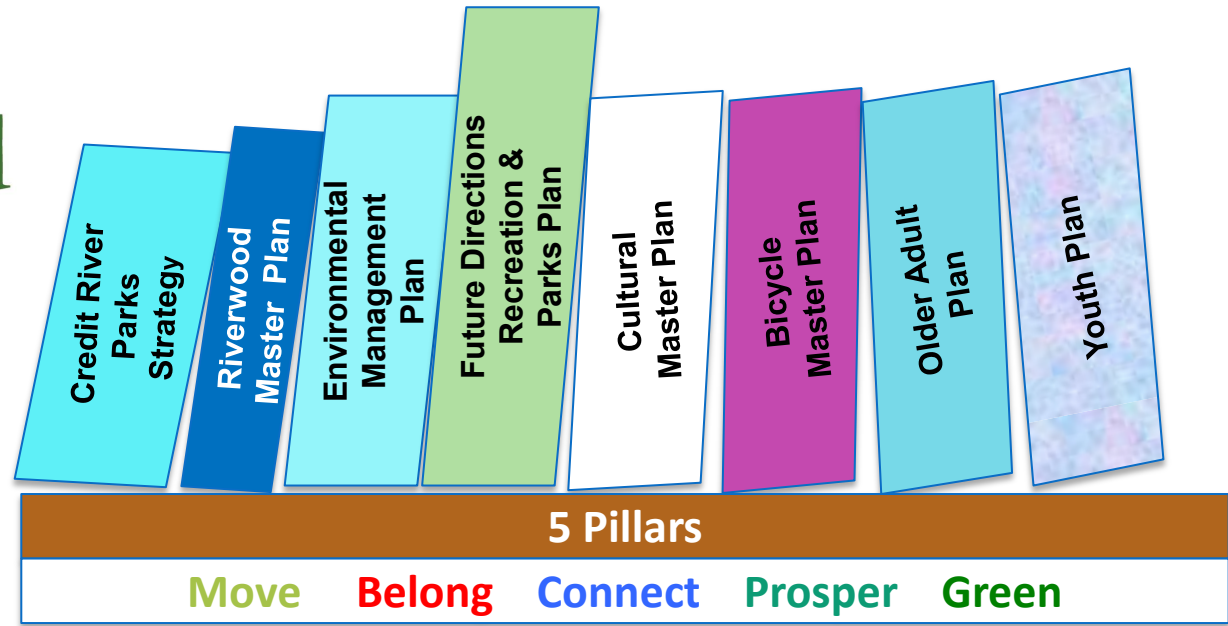 Credit River
Parks
Strategy
Riverwood
Master Plan
Environmental
Management
Plan
Future Directions
Recreation &
Parks Plan
Cultural
Master Plan
Bicycle
Master Plan
Older Adult
Plan
Youth Plan
5 Pillars
Move Belong Connect Prosper Green